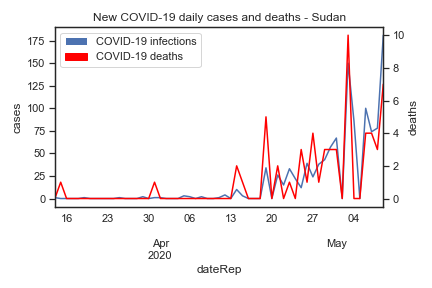 New COVID-19 daily cases and deaths - Sudan
COVID-19 infections
COVID-19 deaths
cases
175
150
125
100
75
50
25
0
deaths
10
8
6
4
2
0
16 23 30 06 13 20 27 04
Apr May
2020
dateRep